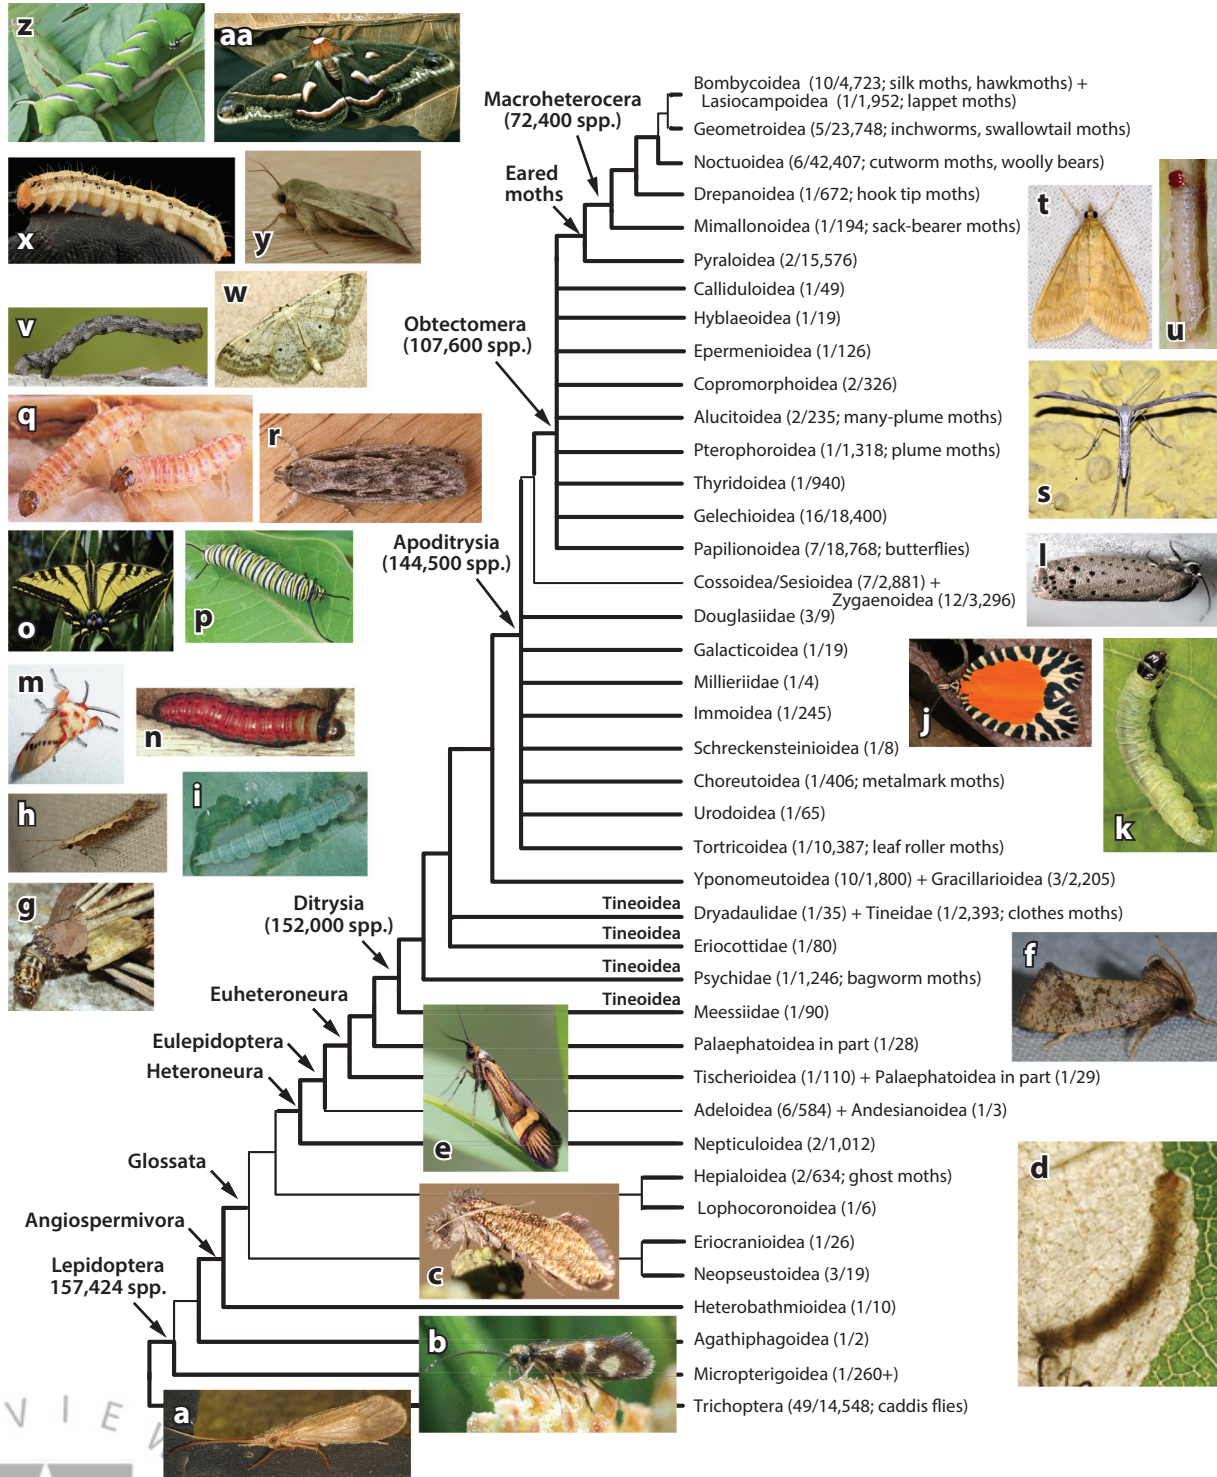 z
aa
x
y
v
w
q
r
o
p
m
n
h
i
g
Macroheterocera
(72,400 spp.)
Eared
moths
Obtectomera
(107,600 spp.)
Apoditrysia
(144,500 spp.)
Ditrysia
(152,000 spp.)
Euheteroneura
Eulepidoptera
Heteroneura
Glossata
Angiospermivora
Lepidoptera
157,424 spp.
Bombycoidea (10/4,723; silk moths, hawkmoths) +
Lasiocampoidea (1/1,952; lappet moths)
Geometroidea (5/23,748; inchworms, swallowtail moths)
Noctuoidea (6/42,407; cutworm moths, woolly bears)
Drepanoidea (1/672; hook tip moths)
Mimallonoidea (1/194; sack-bearer moths)
Pyraloidea (2/15,576)
Calliduloidea (1/49)
Hyblaeoidea (1/19)
Epermenioidea (1/126)
Copromorphoidea (2/326)
Alucitoidea (2/235; many-plume moths)
Pterophoroidea (1/1,318; plume moths)
Thyridoidea (1/940)
Gelechioidea (16/18,400)
Papilionoidea (7/18,768; butterflies)
Cossoidea/Sesioidea (7/2,881) +
Zygaenoidea (12/3,296)
Douglasiidae (3/9)
Galacticoidea (1/19)
Millieriidae (1/4)
Immoidea (1/245)
Schreckensteinioidea (1/8)
Choreutoidea (1/406; metalmark moths)
Urodoidea (1/65)
Tortricoidea (1/10,387; leaf roller moths)
Yponomeutoidea (10/1,800) + Gracillarioidea (3/2,205)
Tineoidea
Dryadaulidae (1/35) + Tineidae (1/2,393; clothes moths)
Tineoidea
Eriocottidae (1/80)
Tineoidea
Psychidae (1/1,246; bagworm moths)
Tineoidea
Meessiidae (1/90)
Palaephatoidea in part (1/28)
Tischerioidea (1/110) + Palaephatoidea in part (1/29)
Adeloidea (6/584) + Andesianoidea (1/3)
Nepticuloidea (2/1,012)
Hepialoidea (2/634; ghost moths)
Lophocoronoidea (1/6)
Eriocranioidea (1/26)
Neopseustoidea (3/19)
Heterobathmioidea (1/10)
Agathiphagoidea (1/2)
Micropterigoidea (1/260+)
Trichoptera (49/14,548; caddis flies)
t
u
s
l
j
k
f
e
d
c
b
a
V I E